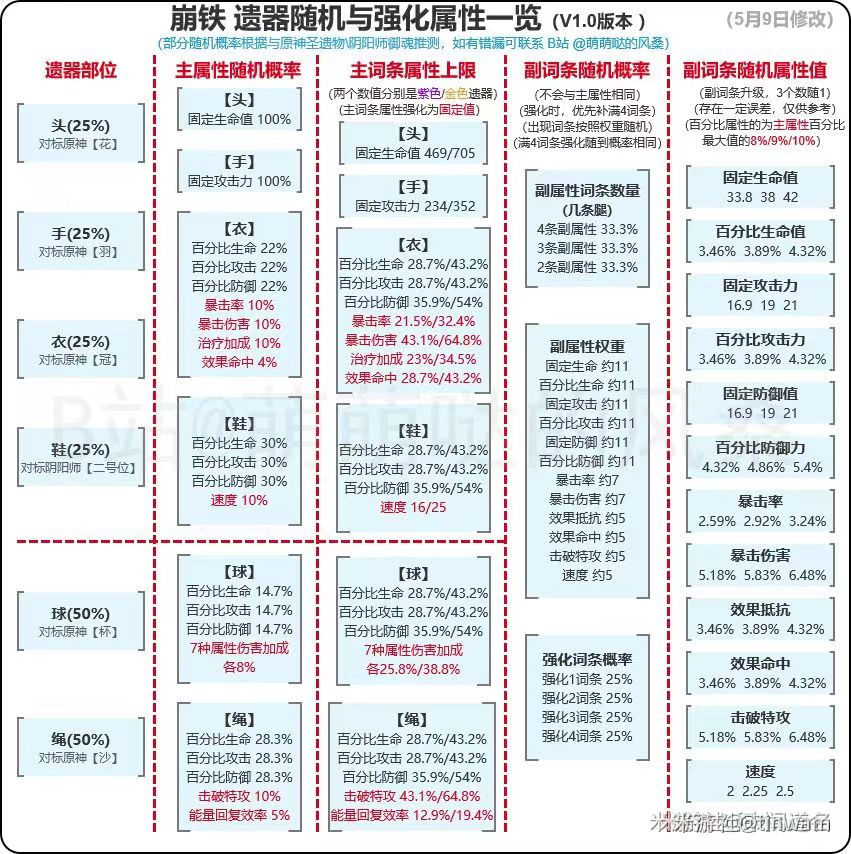 崩铁 遗器随机与强化属性一览 (V1.0版本 )
(5月9日修改)
(部分随机概率根据与原神圣遗物\阴阳师御魂推测，如有错漏可联系 B站 @萌萌哒的风桑)
遗器部位
头(25%)
对标原神【花】
手(25%)
对标原神【羽】
衣(25%)
对标原神【冠】
鞋(25%)
对标阴阳师【二号位】
球(50%)
对标原神【杯】
绳(50%)
对标原神【沙】
主属性随机概率
【头】
固定生命值 100%
【手】
固定攻击力 100%
【衣】
百分比生命 22%
百分比攻击 22%
百分比防御 22%
暴击率 10%
暴击伤害 10%
治疗加成 10%
效果命中 4%
【鞋】
百分比生命 30%
百分比攻击 30%
百分比防御 30%
速度 10%
【球】
百分比生命 14.7%
百分比攻击 14.7%
百分比防御 14.7%
7种属性伤害加成
各8%
【绳】
百分比生命 28.3%
百分比攻击 28.3%
百分比防御 28.3%
击破特攻 10%
能量回复效率 5%
主词条属性上限
(两个数值分别是紫色/金色遗器)
(主词条属性强化为固定值)
【头】
固定生命值 469/705
【手】
固定攻击力 234/352
【衣】
百分比生命 28.7%/43.2%
百分比攻击 28.7%/43.2%
百分比防御 35.9%/54%
暴击率 21.5%/32.4%
暴击伤害 43.1%/64.8%
治疗加成 23%/34.5%
效果命中 28.7%/43.2%
【鞋】
百分比生命 28.7%/43.2%
百分比攻击 28.7%/43.2%
百分比防御 35.9%/54%
速度 16/25
【球】
百分比生命 28.7%/43.2%
百分比攻击 28.7%/43.2%
百分比防御 35.9%/54%
7种属性伤害加成
各25.8%/38.8%
【绳】
百分比生命 28.7%/43.2%
百分比攻击 28.7%/43.2%
百分比防御 35.9%/54%
击破特攻 43.1%/64.8%
能量回复效率 12.9%/19.4%
副词条随机概率
(不会与主属性相同)
(强化时，优先补满4词条)
(出现词条按照权重随机)
(满4词条强化随到概率相同)
副属性词条数量
(几条腿)
4条副属性 33.3%
3条副属性 33.3%
2条副属性 33.3%
副属性权重
固定生命 约11
百分比生命 约11
固定攻击 约11
百分比攻击 约11
固定防御 约11
百分比防御 约11
暴击率 约7
暴击伤害 约7
效果抵抗 约5
效果命中 约5
击破特攻 约5
速度 约5
强化词条概率
强化1词条 25%
强化2词条 25%
强化3词条 25%
强化4词条 25%
副词条随机属性值
(副词条升级，3个数随1)
(存在一定误差，仅供参考)
(百分比属性的为主属性百分比
最大值的8%/9%/10%)
固定生命值
33.8 38 42
百分比生命值
3.46% 3.89% 4.32%
固定攻击力
16.9 19 21
百分比攻击力
3.46% 3.89% 4.32%
固定防御值
16.9 19 21
百分比防御力
4.32% 4.86% 5.4%
暴击率
2.59% 2.92% 3.24%
暴击伤害
5.18% 5.83% 6.48%
效果抵抗
3.46% 3.89% 4.32%
效果命中
3.46% 3.89% 4.32%
击破特攻
5.18% 5.83% 6.48%
速度
2 2.25 2.5
B站@萌萌哒的风桑